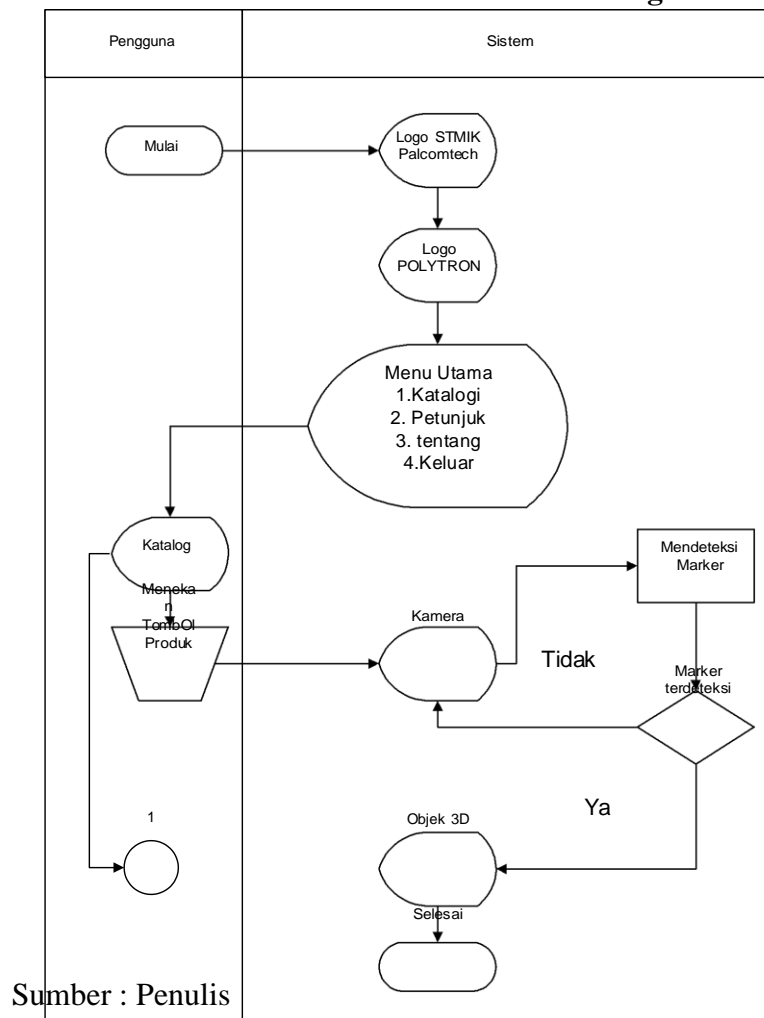 Pengguna
Sistem
Mulai
Logo STMIK
Palcomtech
Logo
POLYTRON
Menu Utama
1.Katalogi
2. Petunjuk
3. tentang
4.Keluar
Katalog
Meneka
n
TombOl
Produk
Kamera
Mendeteksi
Marker
Tidak
Marker
terdeteksi
Ya
1
Objek 3D
Selesai
Sumber : Penulis